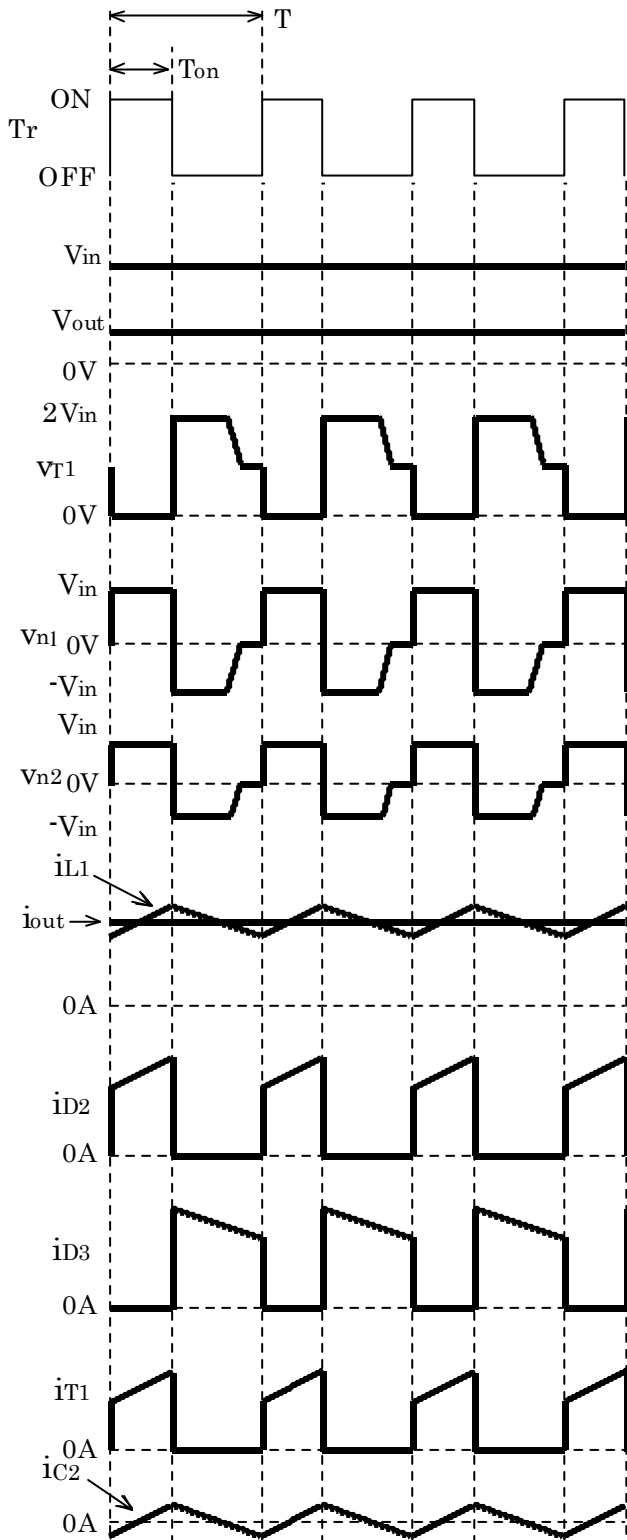 T
Ton
ON
Tr
OFF
Vin
Vout
0V
2Vin
vT1
0V
Vin
vn1 0V
-Vin
Vin
vn2 0V
-Vin
iL1
iout
0A
iD2
0A
iD3
0A
iT1
0A
iC2
0A